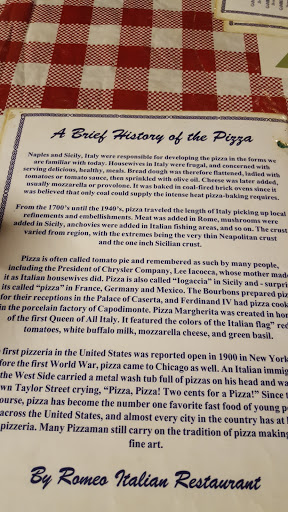 A Brief History of the Pizza
Naples and Sicily, Italy were responsible for developing the pizza in the forms we
are familiar with today. Housewives in Italy were frugal, and concerned with
serving delicious, healthy, meals. Bread dough was therefore flattened, ladled with
tomatoes or tomato sauce, then sprinkled with olive oil. Cheese was later added,
usually mozzarella or provolone. It was baked in coal-fired brick ovens since it
was believed that only coal could supply the intense heat pizza-baking requires.
From the 1700's until the 1940's, pizza traveled the length of Italy picking up local
refinements and embellishments. Meat was added in Rome, mushrooms were
added in Sicily, anchovies were added in Italian fishing areas, and so on. The crust
varied from region, with the extremes being the very thin Neapolitan crust
and the one inch Sicilian crust.
Pizza is often called tomato pie and remembered as such by many people,
including the President of Chrysler Company, Lee Iacocca, whose mother made
it as Italian housewives did. Pizza is also called "fogaccia" in Sicily and - surpris
its called "pizza" in France, Germany and Mexico. The Bourbons prepared piz
for their receptions in the Palace of Caserta, and Ferdinand IV had pizza cook
in the porcelain factory of Capodimonte. Pizza Margherita was created in hono
of the first Queen of All Italy. It featured the colors of the Italian flag" red
tomatoes, white buffalo milk, mozzarella cheese, and green basil.
first pizzeria in the United States was reported open in 1900 in New York
fore the first World War, pizza came to Chicago as well. An Italian immig
the West Side carried a metal wash tub full of pizzas on his head and wa
wn Taylor Street crying, "Pizza, Pizza! Two cents for a Pizza!" Since t
ourse, pizza has become the number one favorite fast food of young pe
across the United States, and almost every city in the country has at l
pizzeria. Many Pizzaman still carry on the tradition of pizza making
fine art.
By Romeo Italian Restaurant